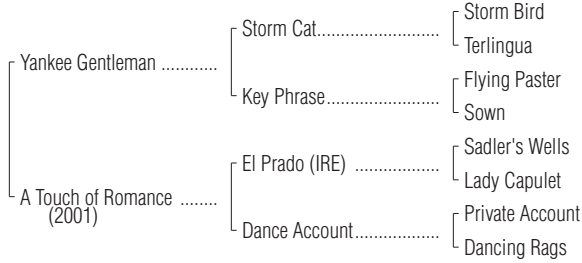 Storm Bird
Storm Cat.............................
Terlingua
Yankee Gentleman ............
Flying Paster
Key Phrase...........................
Sown
Sadler's Wells
El Prado (IRE) ....................
Lady Capulet
A Touch of Romance ........
(2001)
Private Account
Dance Account....................
Dancing Rags